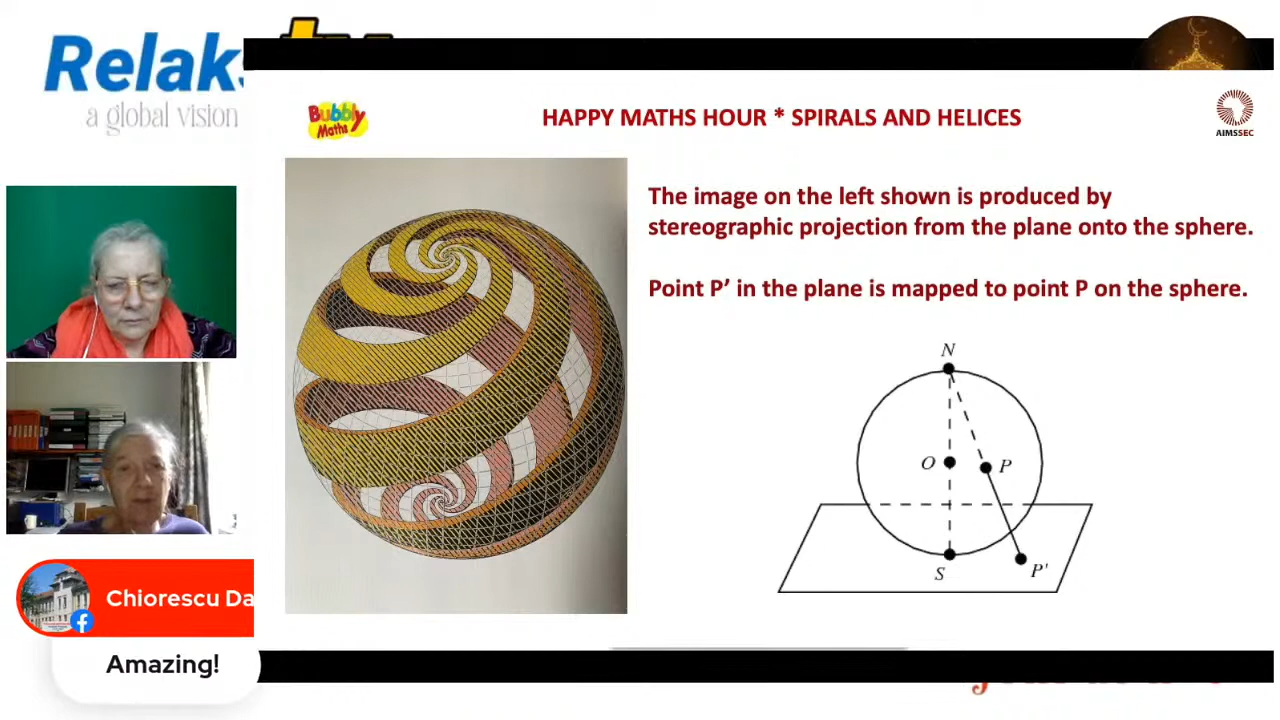 Relaks
a global vision
Bubbly
Maths
HAPPY MATHS HOUR * SPIRALS AND HELICES
AIMSSEC
The image on the left shown is produced by
stereographic projection from the plane onto the sphere.
Point P’ in the plane is mapped to point P on the sphere.
N
O
P
S
P'
Chiorescu Da
Amazing!